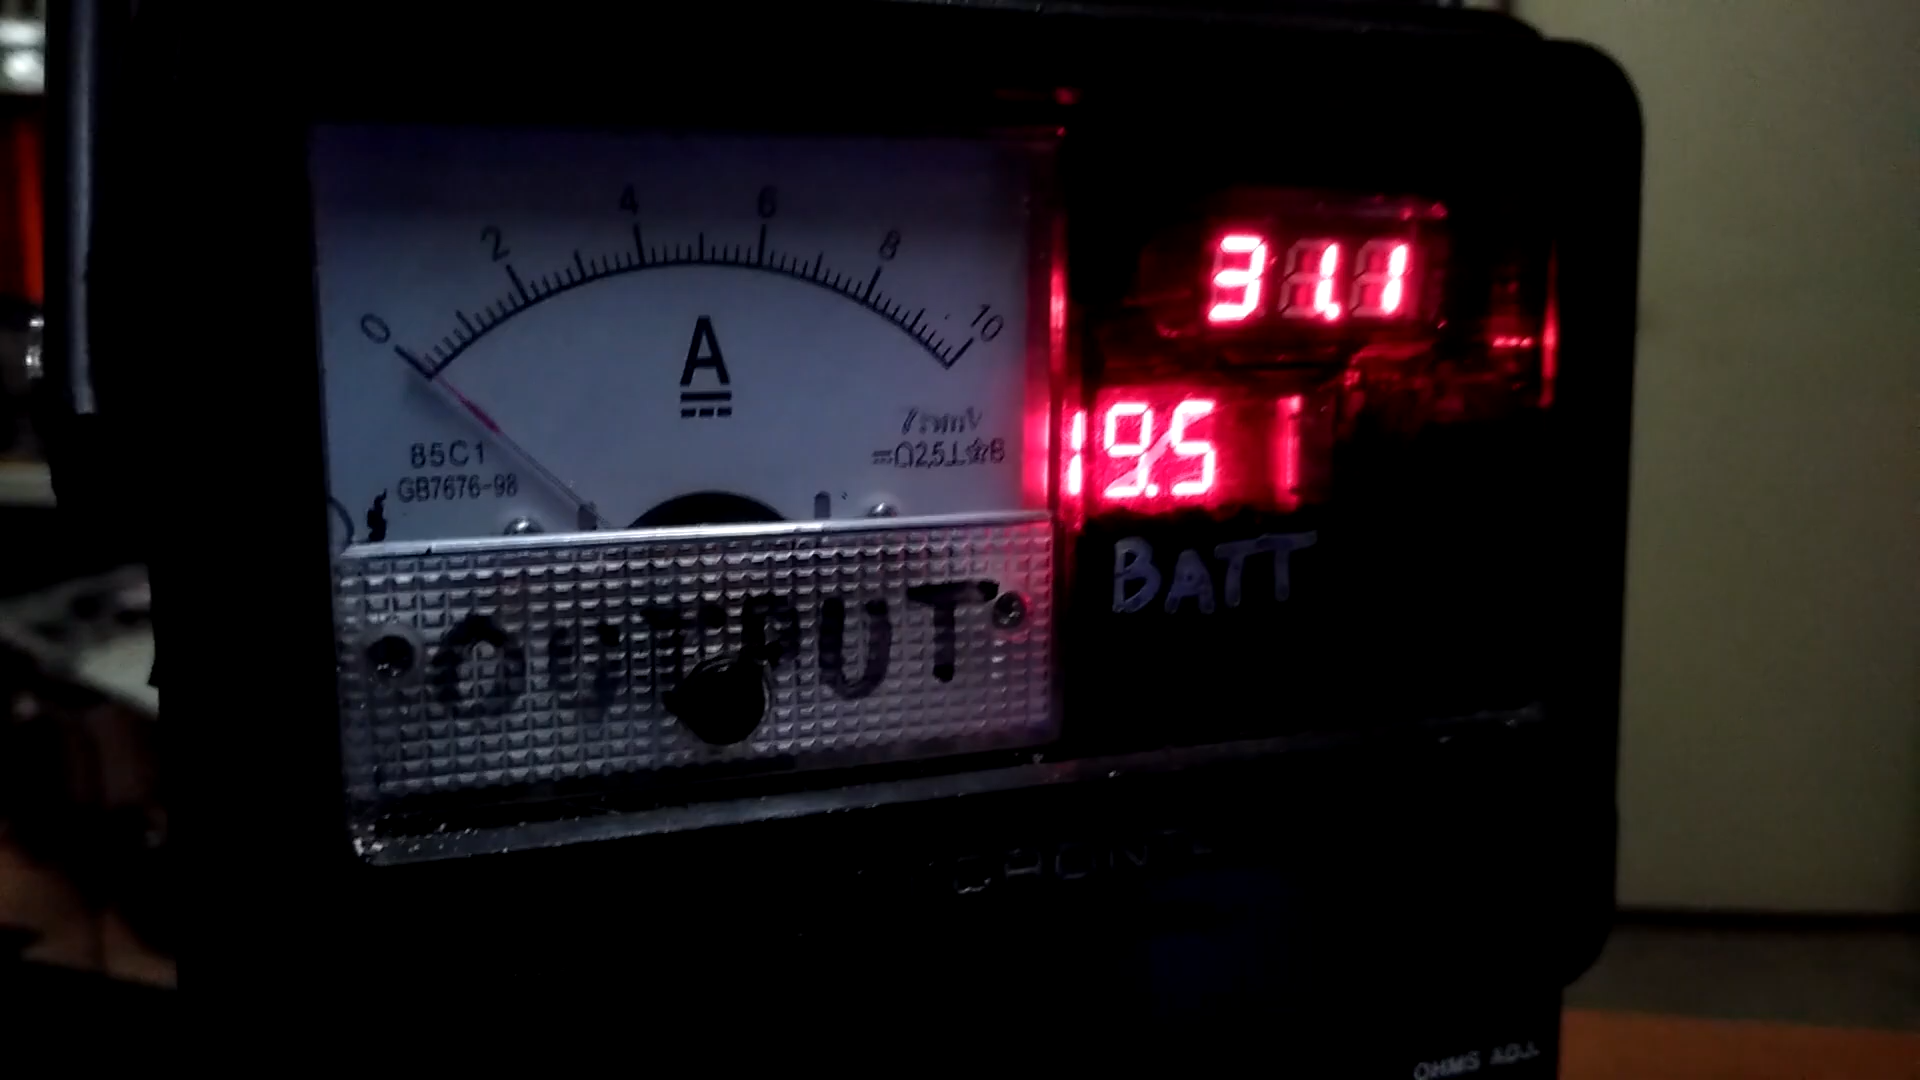 0 2 4 6 8 10
A
31.1
85C1
GB7676-98
19.5
BATT
OUTPUT
OHMS ADJ.